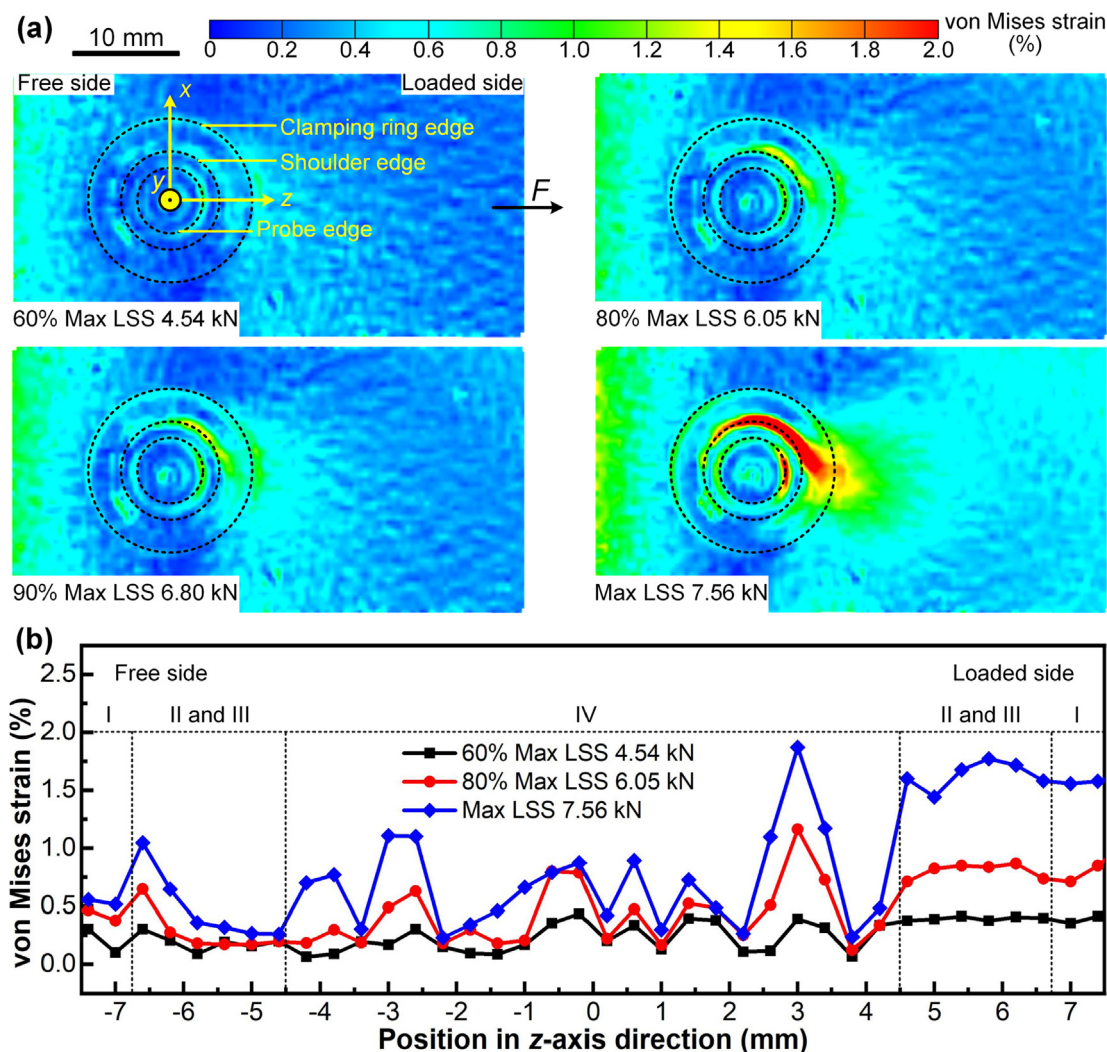 (a)
10 mm
0 0.2 0.4 0.6 0.8 1.0 1.2 1.4 1.6 1.8 2.0
von Mises strain
(%)
Free side
Loaded side
x
Clamping ring edge
Shoulder edge
y
z
Probe edge
F
60% Max LSS 4.54 kN
80% Max LSS 6.05 kN
90% Max LSS 6.80 kN
Max LSS 7.56 kN
(b)
von Mises strain (%)
2.5
2.0
1.5
1.0
0.5
0.0
Free side
Loaded side
I
II and III
IV
II and III
I
60% Max LSS 4.54 kN
80% Max LSS 6.05 kN
Max LSS 7.56 kN
-7 -6 -5 -4 -3 -2 -1 0 1 2 3 4 5 6 7
Position in z-axis direction (mm)